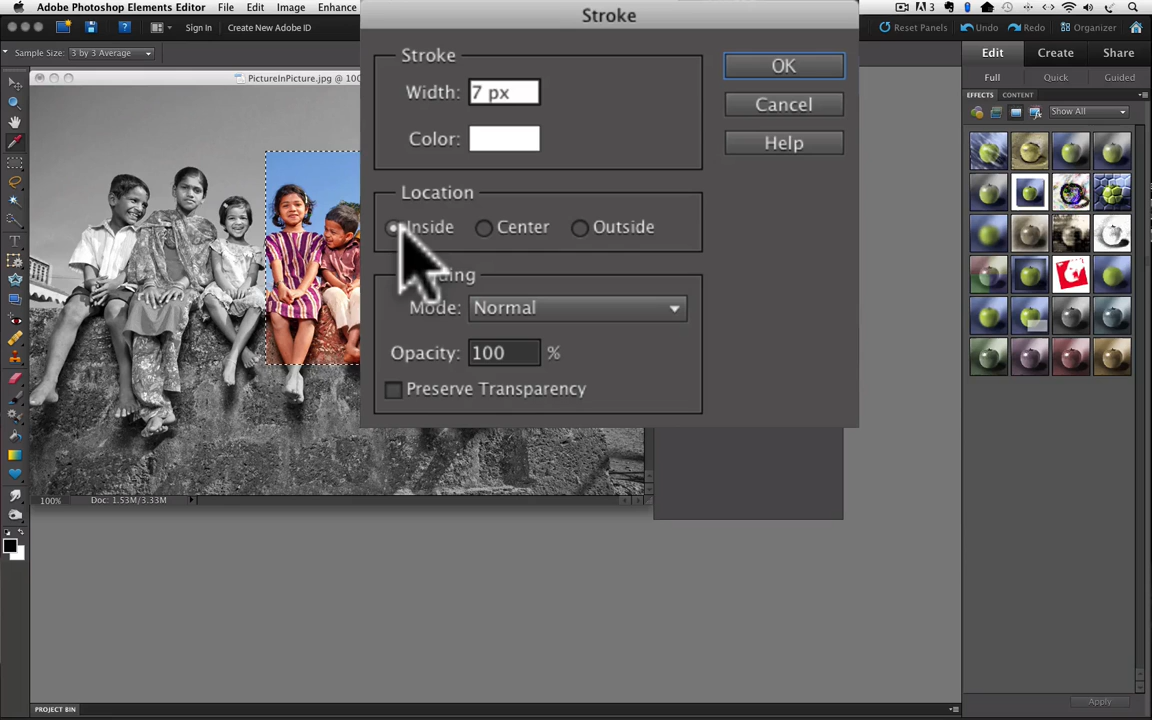 Adobe Photoshop Elements Editor File Edit Image Enhance
Stroke
Sign In Create New Adobe ID
Reset Panels Undo Redo Organizer
Sample Size: 3 by 3 Average
Edit Create Share
PictureInPicture.jpg @ 100
Full Quick Guided
EFFECTS CONTENT
Show All
Stroke
Width: 7 px
Color:
OK
Cancel
Help
Location
Inside Center Outside
Mode: Normal
Opacity: 100 %
Preserve Transparency
100% Doc: 1.53M/3.33M
Apply
PROJECT BIN